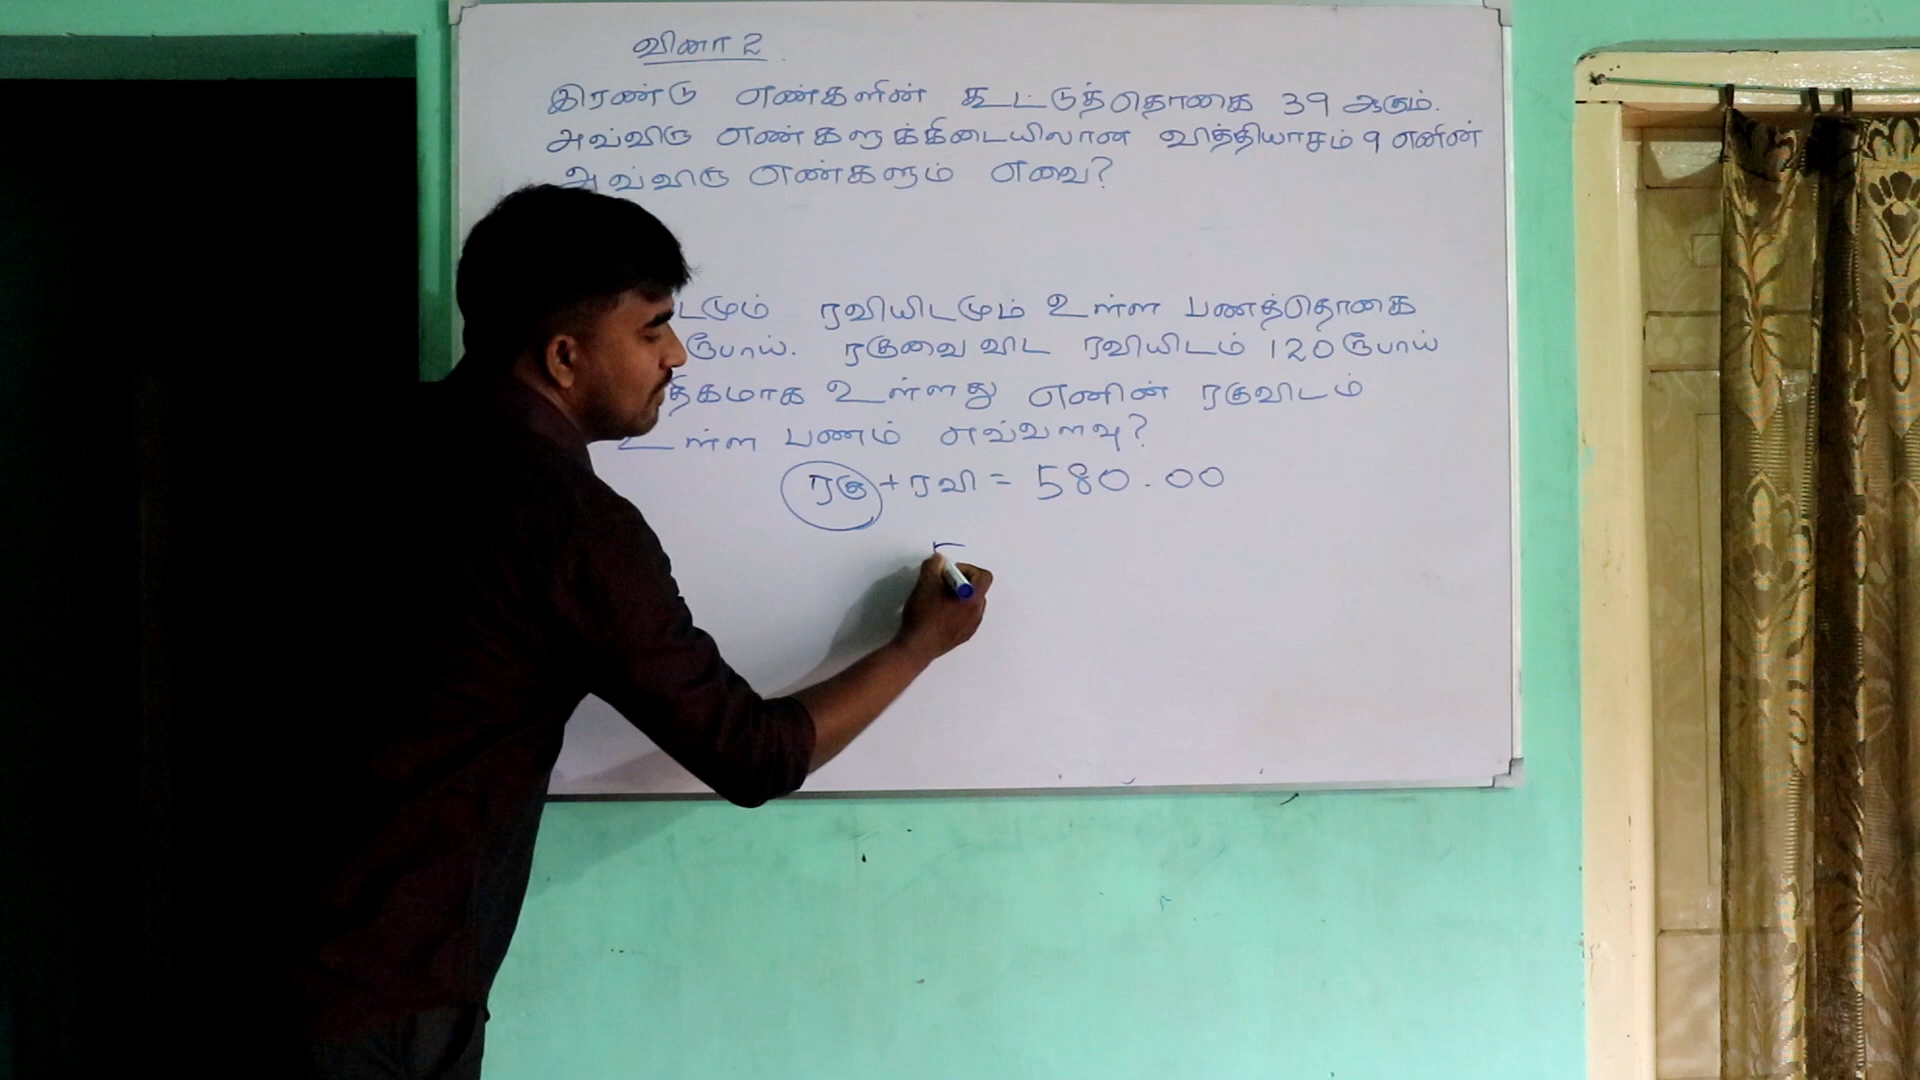 வினா 2
இரண்டு எண்களின் கூட்டுத்தொகை 39 ஆகும்.
அவ்விரு எண்களுக்கிடையிலான வித்தியாசம் 9 எனின்
அவ்விரு எண்களும் எவை?
டமும் ரவியிடமும் உள்ள பணத்தொகை
ரூபாய். ரகுவை விட ரவியிடம் 120 ரூபாய்
திகமாக உள்ளது எனின் ரகுவிடம்
உள்ள பணம் எவ்வளவு?
ரகு + ரவி = 580.00